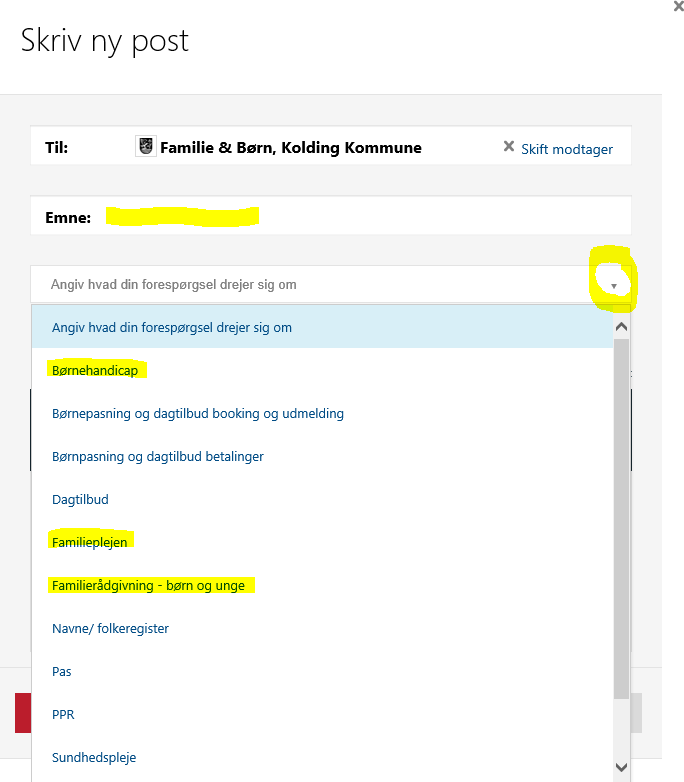 Skriv ny post
Til: Familie & Børn, Kolding Kommune Skift modtager
Emne:
Angiv hvad din forespørgsel drejer sig om
Angiv hvad din forespørgsel drejer sig om
Børnehandicap
Børnepasning og dagtilbud booking og udmelding
Børnpasning og dagtilbud betalinger
Dagtilbud
Familieplejen
Familierådgivning - børn og unge
Navne/ folkeregister
Pas
PPR
Sundhedspleje